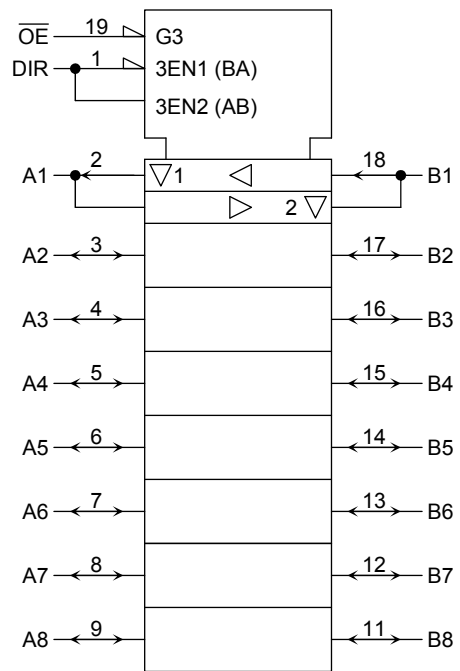 O̅E̅ 19 G3
DIR 1 3EN1 (BA)
3EN2 (AB)
A1 2 1 18 B1
2
A2 3 17 B2
A3 4 16 B3
A4 5 15 B4
A5 6 14 B5
A6 7 13 B6
A7 8 12 B7
A8 9 11 B8